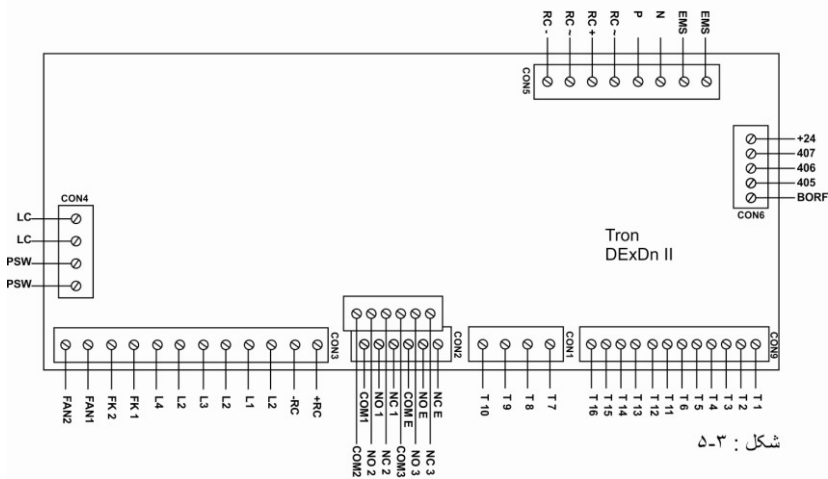 RC - RC ~ RC + RC ~ P N EMS EMS
CON5
+24
407
406
405
BORF
CON6
CON4
LC
LC
PSW
PSW
Tron
DExDn II
CON3
CON2
CON1
CON9
FAN2 FAN1 FK 2 FK 1 L4 L2 L3 L2 L1 L2 -RC +RC
COM1 NO 1 NC 1 COM E NO E NC E
COM2 NO 2 NC 2 COM3 NO 3 NC 3
T 10 T 9 T 8 T 7
T 16 T 15 T 14 T 13 T 12 T 11 T 6 T 5 T 4 T 3 T 2 T 1
شکل : ۳-۵